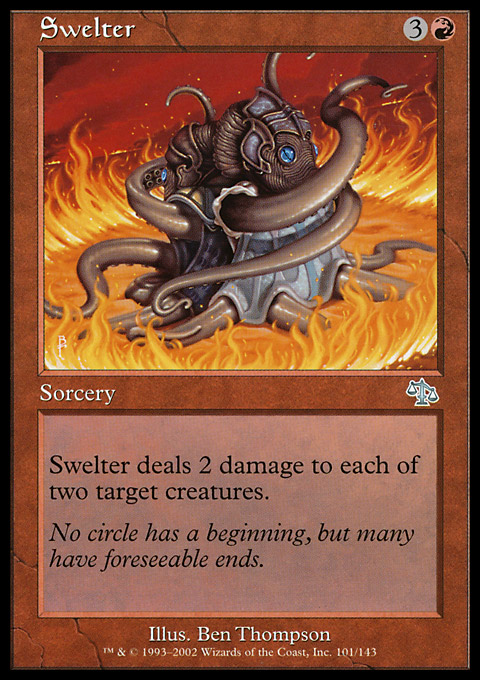 Swelter 3
Sorcery
Swelter deals 2 damage to each of
two target creatures.
No circle has a beginning, but many
have foreseeable ends.
Illus. Ben Thompson
™ & © 1993–2002 Wizards of the Coast, Inc. 101/143